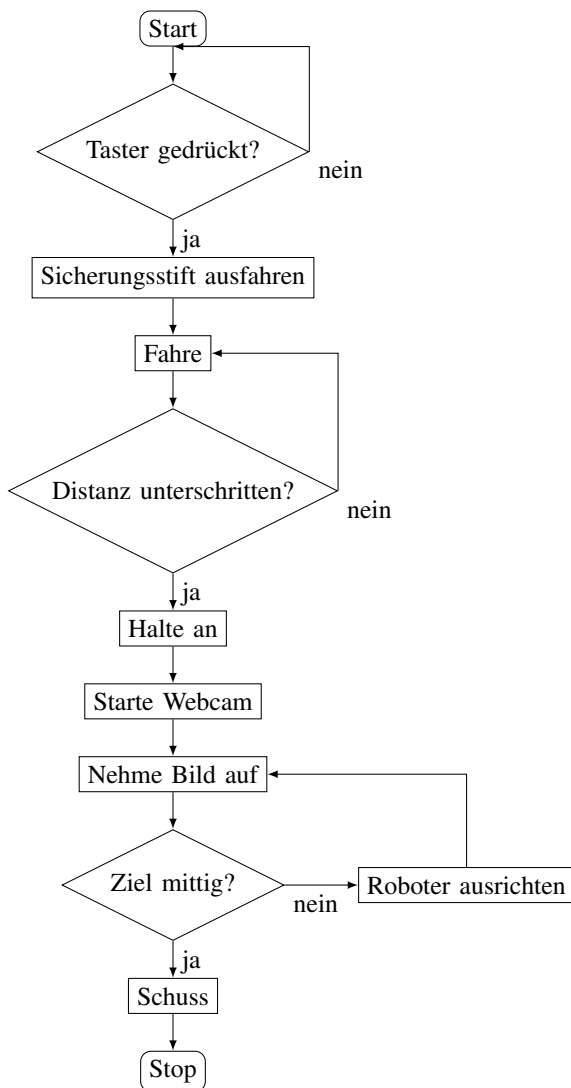 Start
Taster gedrückt?
nein
ja
Sicherungsstift ausfahren
Fahre
Distanz unterschritten?
nein
ja
Halte an
Starte Webcam
Nehme Bild auf
Ziel mittig?
nein
Roboter ausrichten
ja
Schuss
Stop